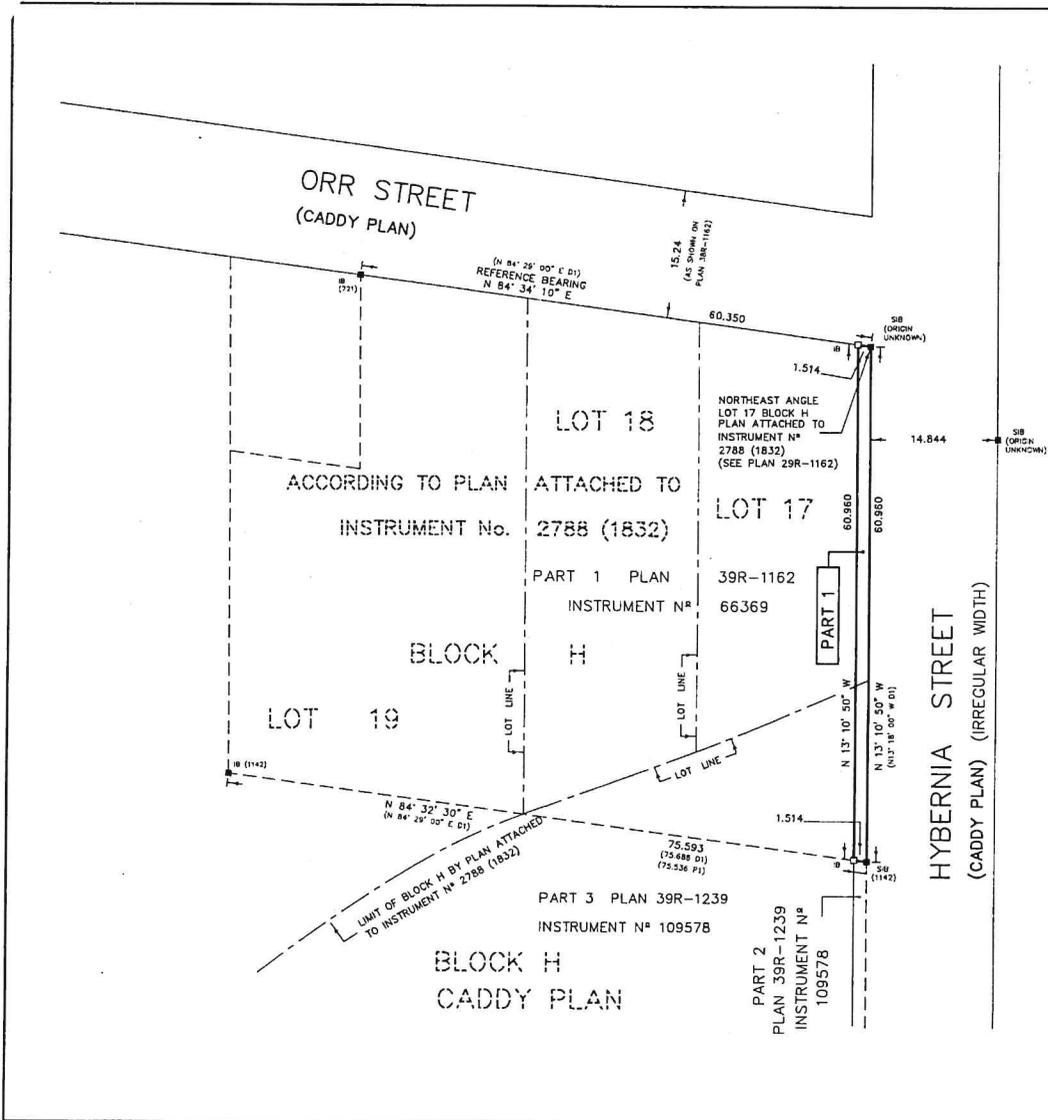 ORR STREET
(CADDY PLAN)
15.24
(AS SHOWN ON
PLAN 38R-1162)
(N 84° 29' 00" E D1)
REFERENCE BEARING
N 84° 34' 10" E
IB
(721)
60.350
SIB
(ORIGIN
UNKNOWN)
IB
1.514
NORTHEAST ANGLE
LOT 17 BLOCK H
PLAN ATTACHED TO
INSTRUMENT Nº
2788 (1832)
(SEE PLAN 29R-1162)
14.844
SIB
(ORIGIN
UNKNOWN)
LOT 18
ACCORDING TO PLAN ATTACHED TO
INSTRUMENT No. 2788 (1832)
LOT 17
60.960
60.960
PART 1 PLAN 39R-1162
INSTRUMENT Nº 66369
PART 1
BLOCK H
LOT LINE
LOT LINE
LOT 19
LOT LINE
N 13° 10' 50" W
N 13° 10' 50" W
(N13° 18' 00" W D1)
HYBERNIA STREET
(CADDY PLAN) (IRREGULAR WIDTH)
IB (1142)
N 84° 32' 30" E
(N 84° 29' 00" E D1)
1.514
75.593
(75.688 D1)
(75.536 P1)
IB
SIB
(1142)
LIMIT OF BLOCK H BY PLAN ATTACHED
TO INSTRUMENT Nº 2788 (1832)
PART 3 PLAN 39R-1239
INSTRUMENT Nº 109578
BLOCK H
CADDY PLAN
PART 2
PLAN 39R-1239
INSTRUMENT Nº
109578